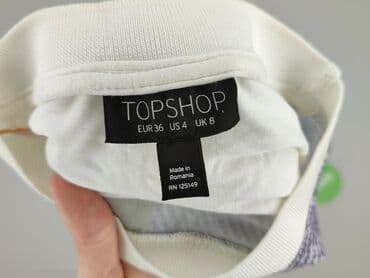 TOPSHOP
EUR 36 US 4 UK 8
Made in
Romania
RN 125149